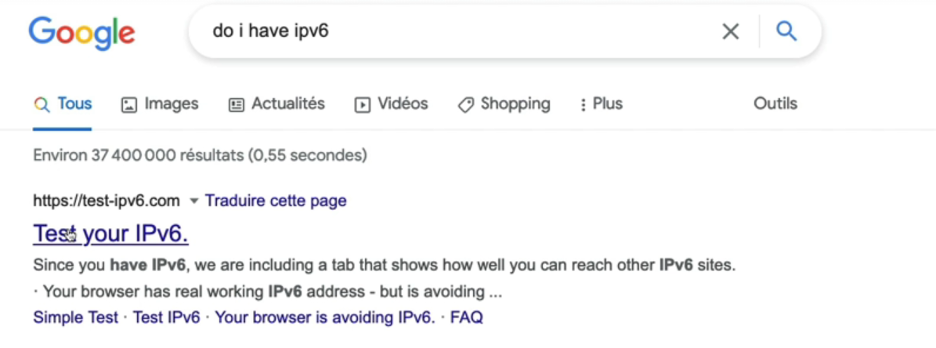 Google do i have ipv6
Tous Images Actualités Vidéos Shopping Plus Outils
Environ 37 400 000 résultats (0,55 secondes)
https://test-ipv6.com Traduire cette page
Test your IPv6.
Since you have IPv6, we are including a tab that shows how well you can reach other IPv6 sites.
· Your browser has real working IPv6 address - but is avoiding ...
Simple Test · Test IPv6 · Your browser is avoiding IPv6. · FAQ